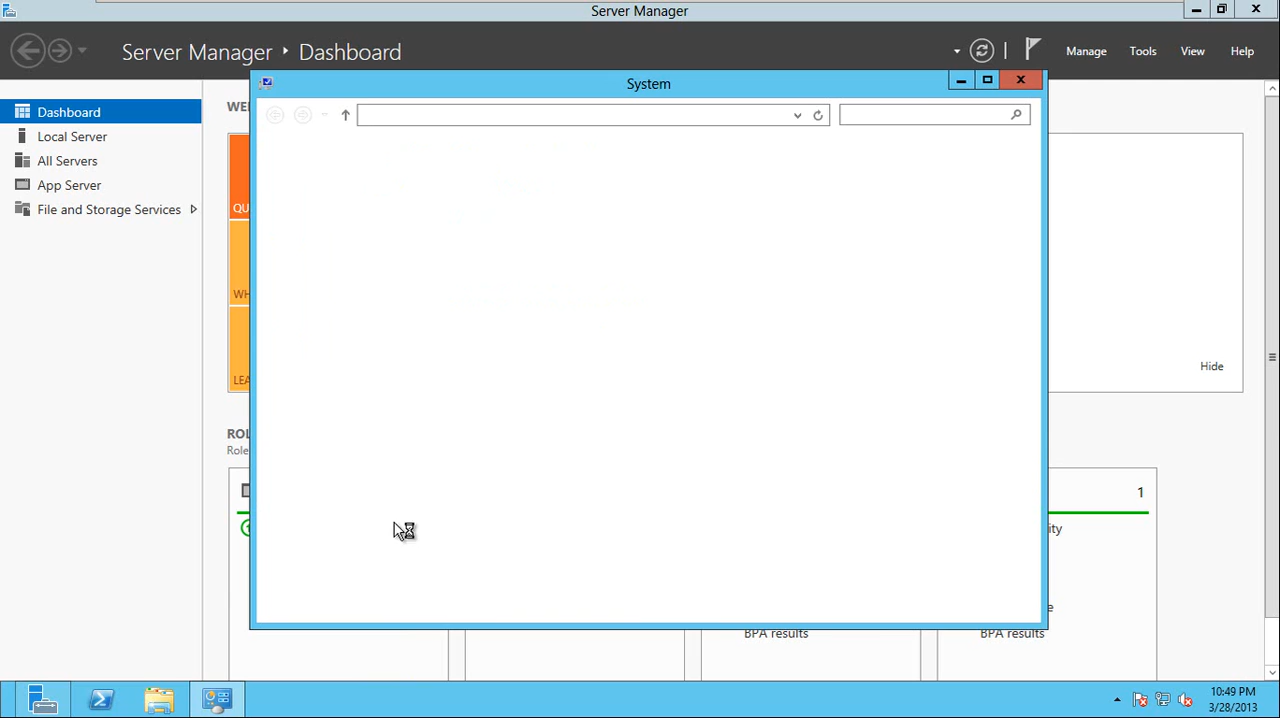 Server Manager
Server Manager ‣ Dashboard
Manage
Tools
View
Help
System
Dashboard
Local Server
All Servers
App Server
File and Storage Services
WE
QU
WH
LEA
Hide
ROL
Role
1
ity
e
BPA results
BPA results
10:49 PM
3/28/2013